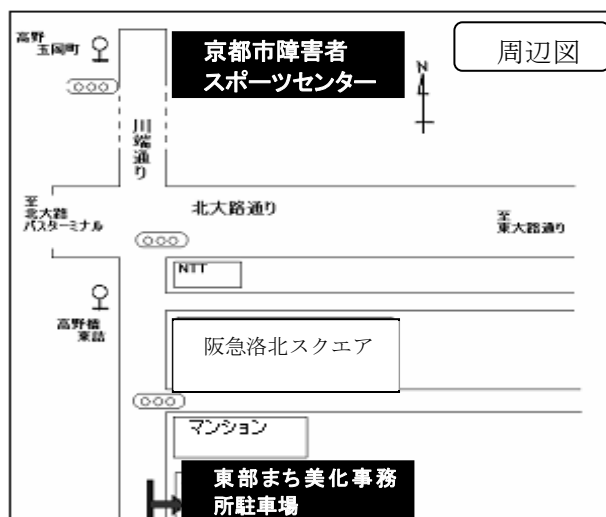 高野
玉岡町
京都市障害者
スポーツセンター
周辺図
N
川端通り
至
北大路
バスターミナル
北大路通り
至
東大路通り
NTT
高野橋
東詰
阪急洛北スクエア
マンション
東部まち美化事務
所駐車場